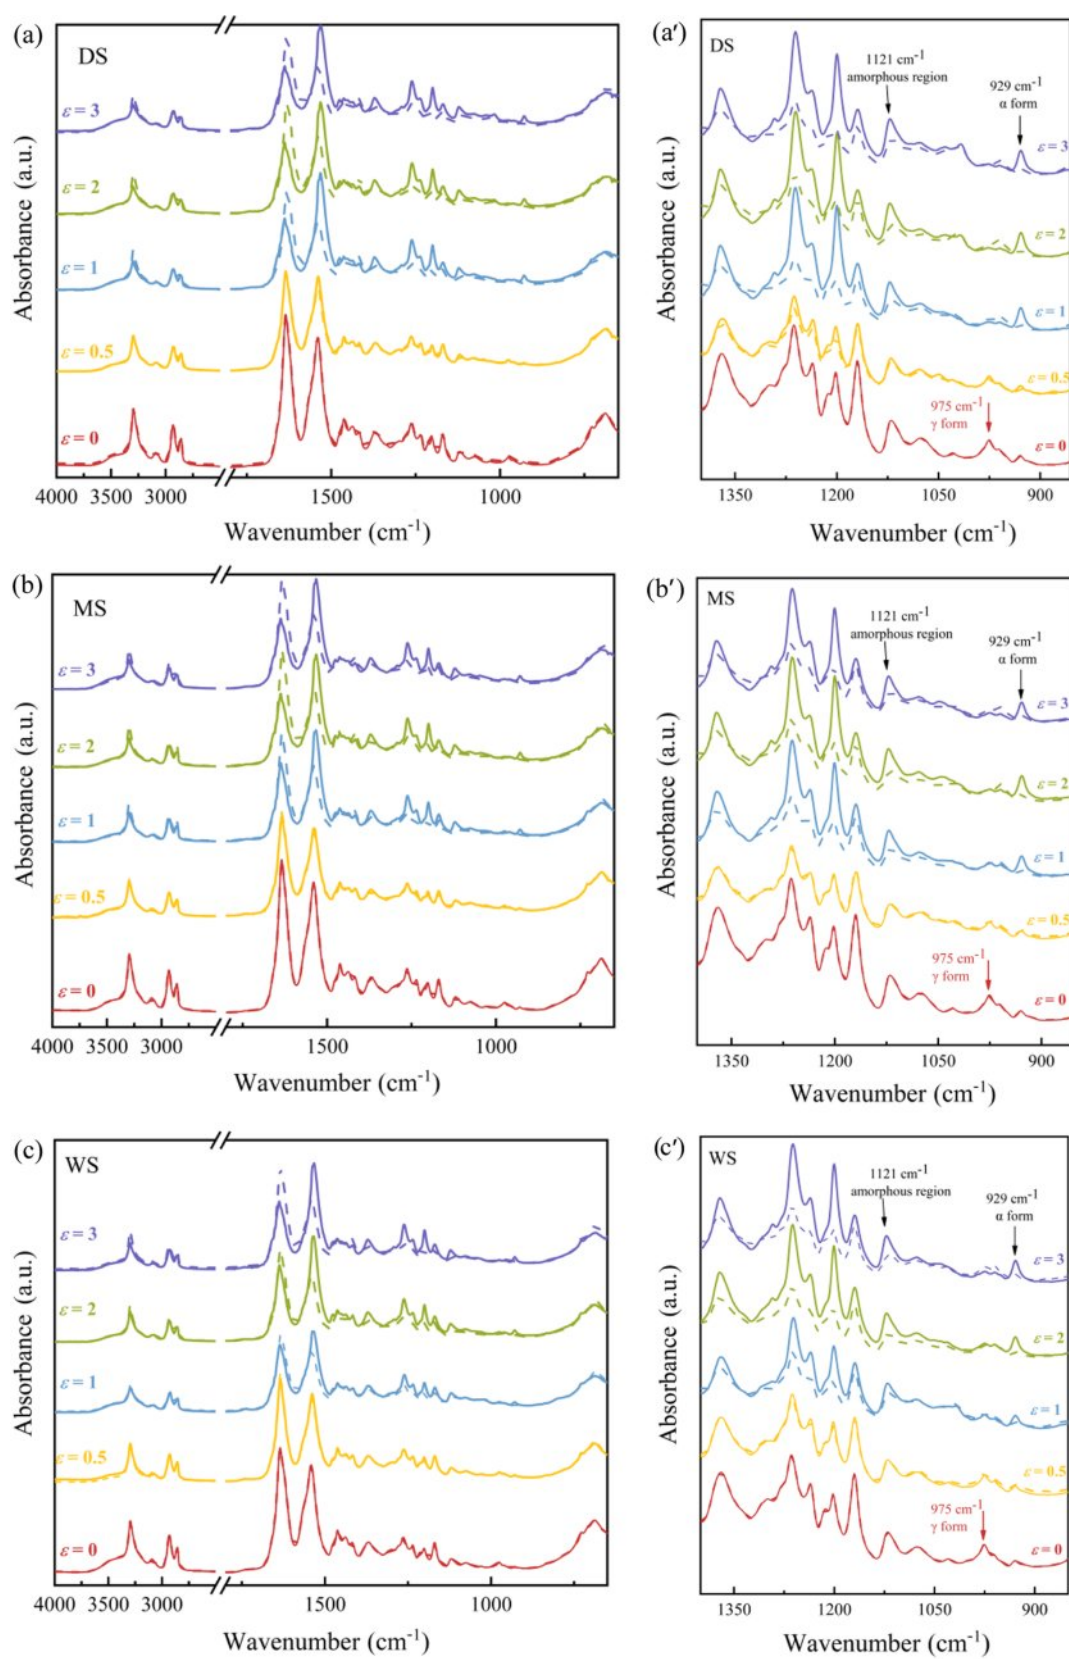 (a)
DS
ε = 3
ε = 2
ε = 1
ε = 0.5
ε = 0
Absorbance (a.u.)
4000 3500 3000 1500 1000
Wavenumber (cm⁻¹)
(a′)
DS
1121 cm⁻¹
amorphous region
929 cm⁻¹
α form
ε = 3
ε = 2
ε = 1
ε = 0.5
975 cm⁻¹
γ form
ε = 0
Absorbance (a.u.)
1350 1200 1050 900
Wavenumber (cm⁻¹)
(b)
MS
ε = 3
ε = 2
ε = 1
ε = 0.5
ε = 0
Absorbance (a.u.)
4000 3500 3000 1500 1000
Wavenumber (cm⁻¹)
(b′)
MS
1121 cm⁻¹
amorphous region
929 cm⁻¹
α form
ε = 3
ε = 2
ε = 1
ε = 0.5
975 cm⁻¹
γ form
ε = 0
Absorbance (a.u.)
1350 1200 1050 900
Wavenumber (cm⁻¹)
(c)
WS
ε = 3
ε = 2
ε = 1
ε = 0.5
ε = 0
Absorbance (a.u.)
4000 3500 3000 1500 1000
Wavenumber (cm⁻¹)
(c′)
WS
1121 cm⁻¹
amorphous region
929 cm⁻¹
α form
ε = 3
ε = 2
ε = 1
ε = 0.5
975 cm⁻¹
γ form
ε = 0
Absorbance (a.u.)
1350 1200 1050 900
Wavenumber (cm⁻¹)